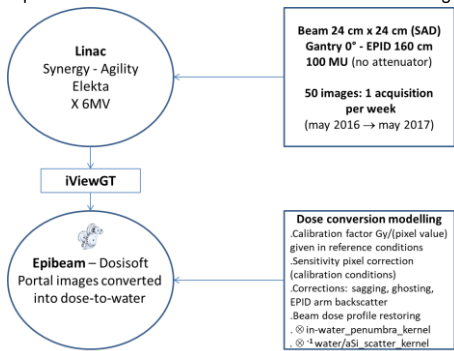 Linac
Synergy - Agility
Elekta
X 6MV
Beam 24 cm x 24 cm (SAD)
Gantry 0° - EPID 160 cm
100 MU (no attenuator)
50 images: 1 acquisition
per week
(may 2016 → may 2017)
iViewGT
Epibeam – Dosisoft
Portal images converted
into dose-to-water
Dose conversion modelling
.Calibration factor Gy/(pixel value)
given in reference conditions
.Sensitivity pixel correction
(calibration conditions)
.Corrections: sagging, ghosting,
EPID arm backscatter
.Beam dose profile restoring
. ⊗ in-water_penumbra_kernel
. ⊗⁻¹ water/aSi_scatter_kernel